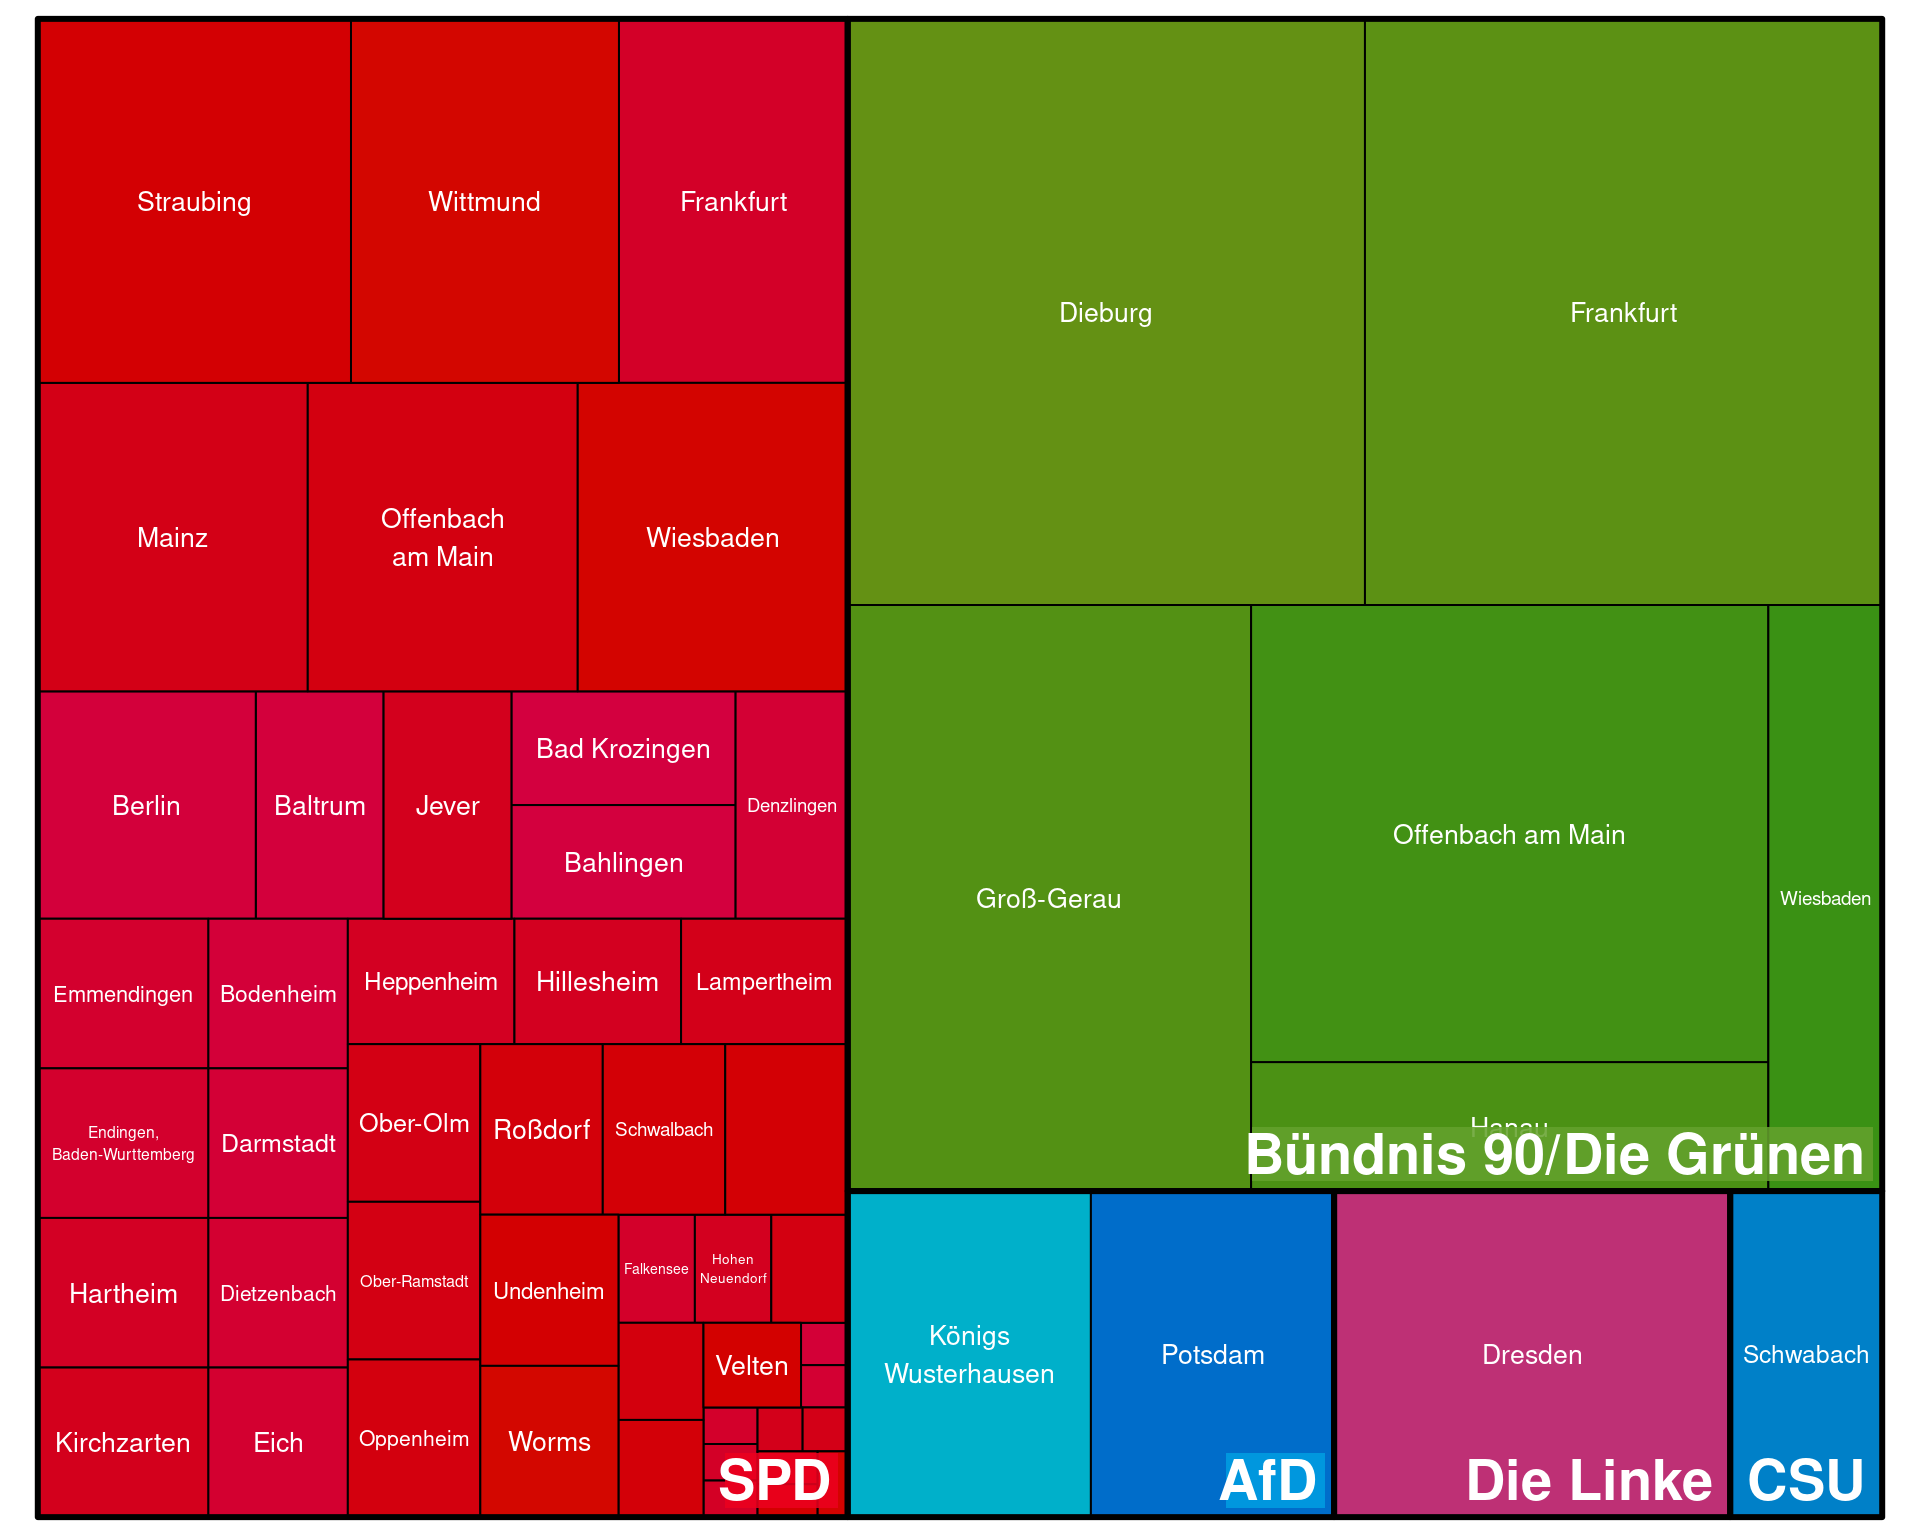 Straubing
Wittmund
Frankfurt
Mainz
Offenbach
am Main
Wiesbaden
Berlin
Baltrum
Jever
Bad Krozingen
Bahlingen
Denzlingen
Emmendingen
Bodenheim
Heppenheim
Hillesheim
Lampertheim
Endingen,
Baden-Wurttemberg
Darmstadt
Ober-Olm
Roßdorf
Schwalbach
Hartheim
Dietzenbach
Ober-Ramstadt
Undenheim
Falkensee
Hohen
Neuendorf
Velten
Kirchzarten
Eich
Oppenheim
Worms
SPD
Dieburg
Frankfurt
Groß-Gerau
Offenbach am Main
Wiesbaden
Hanau
Bündnis 90/Die Grünen
Königs
Wusterhausen
Potsdam
AfD
Dresden
Die Linke
Schwabach
CSU